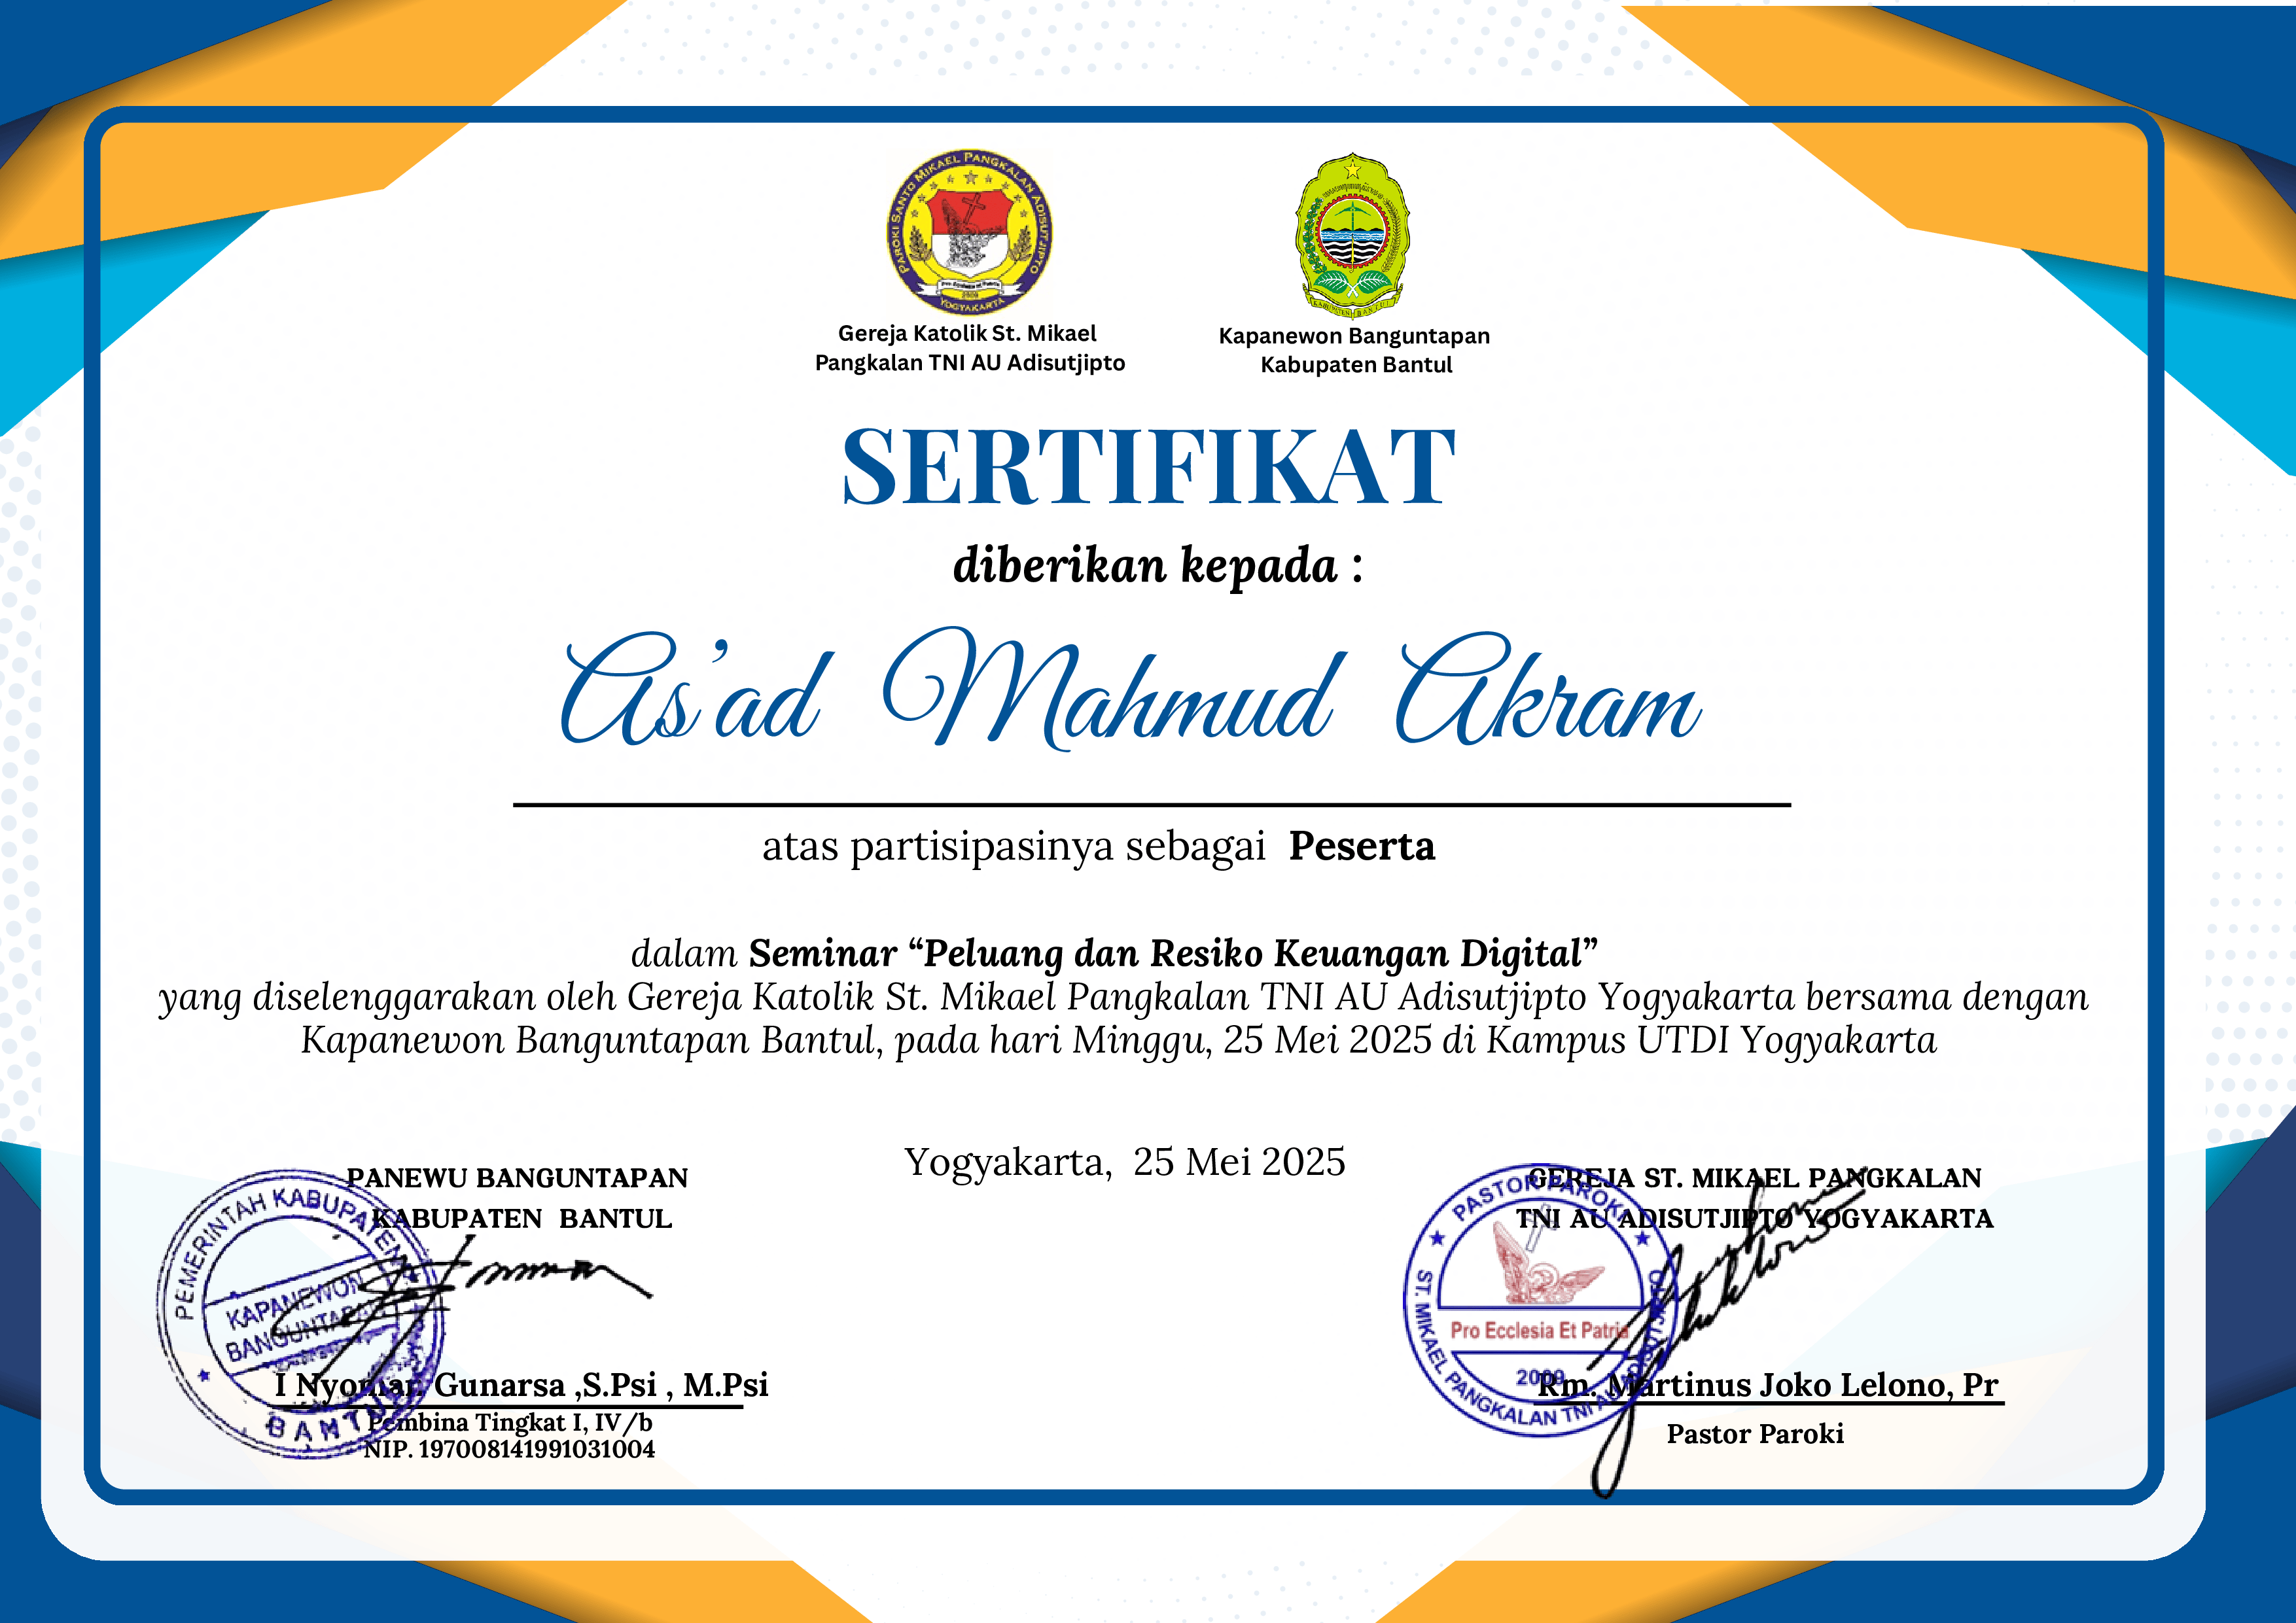 PAROKI SANTO MIKAEL PANGKALAN ADISUTJIPTO
Pro Ecclesia Et Patria
2009
YOGYAKARTA
KABUPATEN BANTUL
Gereja Katolik St. Mikael
Pangkalan TNI AU Adisutjipto
Kapanewon Banguntapan
Kabupaten Bantul
SERTIFIKAT
diberikan kepada :
As’ad Mahmud Akram
atas partisipasinya sebagai Peserta
dalam Seminar “Peluang dan Resiko Keuangan Digital”
yang diselenggarakan oleh Gereja Katolik St. Mikael Pangkalan TNI AU Adisutjipto Yogyakarta bersama dengan
Kapanewon Banguntapan Bantul, pada hari Minggu, 25 Mei 2025 di Kampus UTDI Yogyakarta
Yogyakarta, 25 Mei 2025
PANEWU BANGUNTAPAN
KABUPATEN BANTUL
PEMERINTAH KABUPATEN
KAPANEWON
BANGUNTAPAN
BANTUL
I Nyoman Gunarsa ,S.Psi , M.Psi
Pembina Tingkat I, IV/b
NIP. 197008141991031004
GEREJA ST. MIKAEL PANGKALAN
TNI AU ADISUTJIPTO YOGYAKARTA
PASTOR PAROKI
ST. MIKAEL PANGKALAN TNI AU ADISUTJIPTO
Pro Ecclesia Et Patria
2009
Rm. Martinus Joko Lelono, Pr
Pastor Paroki